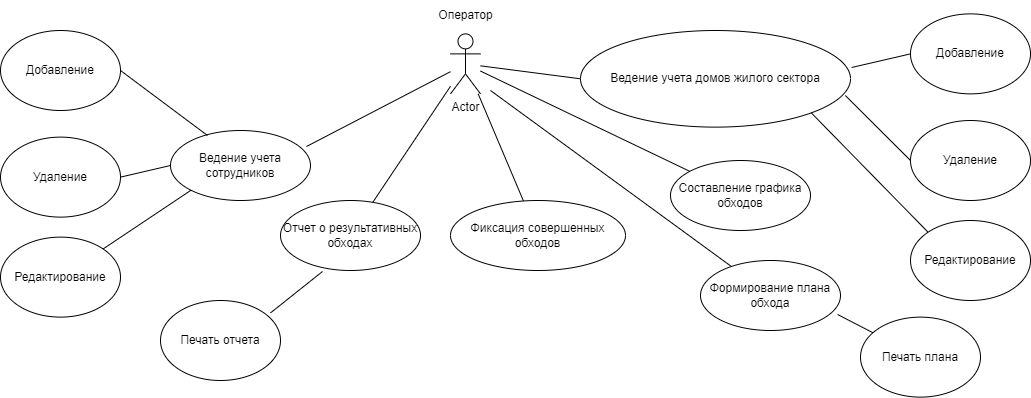 Оператор
Actor
Добавление
Удаление
Редактирование
Ведение учета
сотрудников
Отчет о результативных
обходах
Печать отчета
Фиксация совершенных
обходов
Ведение учета домов жилого сектора
Составление графика
обходов
Формирование плана
обхода
Печать плана
Добавление
Удаление
Редактирование